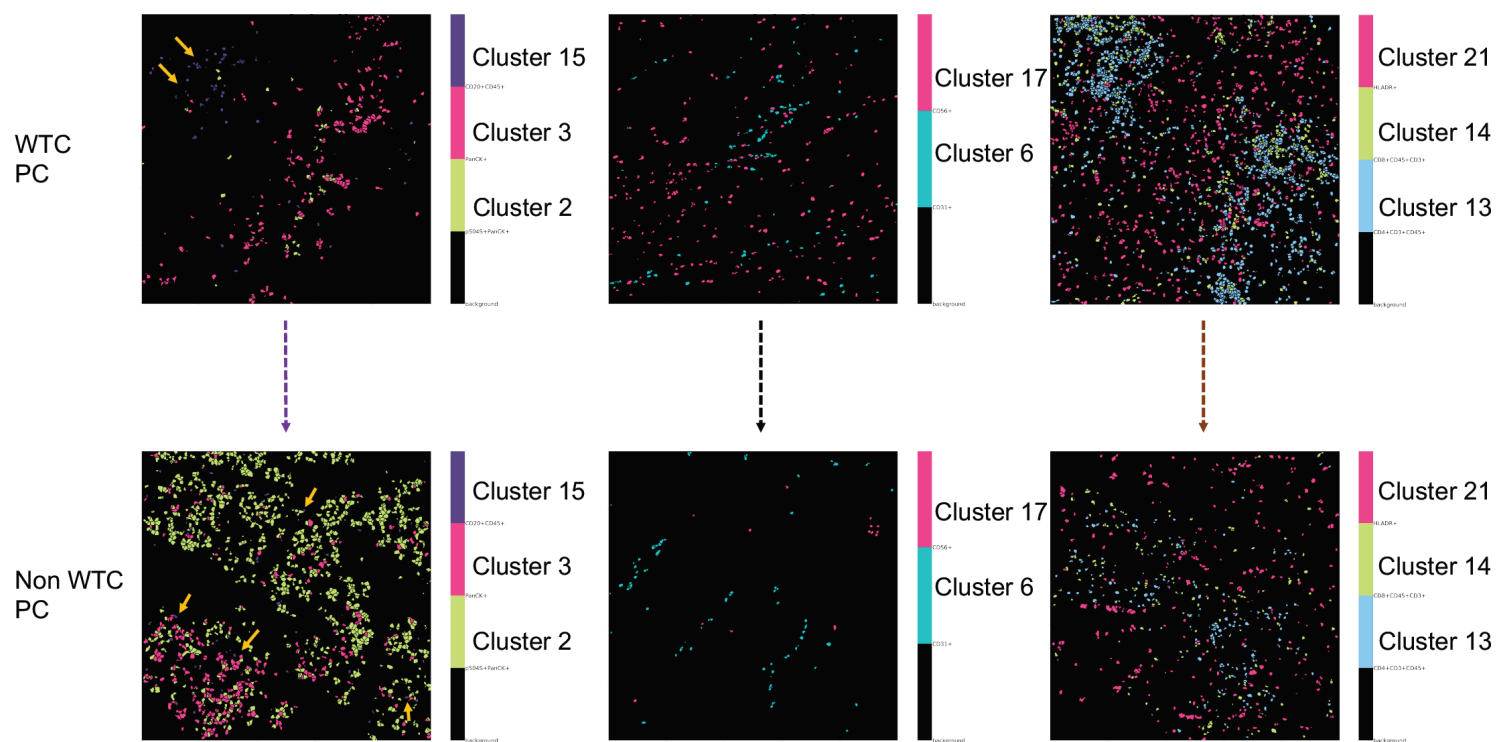 WTC
PC
Cluster 15
CD20+CD45+
Cluster 3
PanCK+
Cluster 2
p504S+PanCK+
background
Cluster 17
CD56+
Cluster 6
CD31+
background
Cluster 21
HLADR+
Cluster 14
CD8+CD45+CD3+
Cluster 13
CD4+CD3+CD45+
background
Non WTC
PC
Cluster 15
CD20+CD45+
Cluster 3
PanCK+
Cluster 2
p504S+PanCK+
background
Cluster 17
CD56+
Cluster 6
CD31+
background
Cluster 21
HLADR+
Cluster 14
CD8+CD45+CD3+
Cluster 13
CD4+CD3+CD45+
background